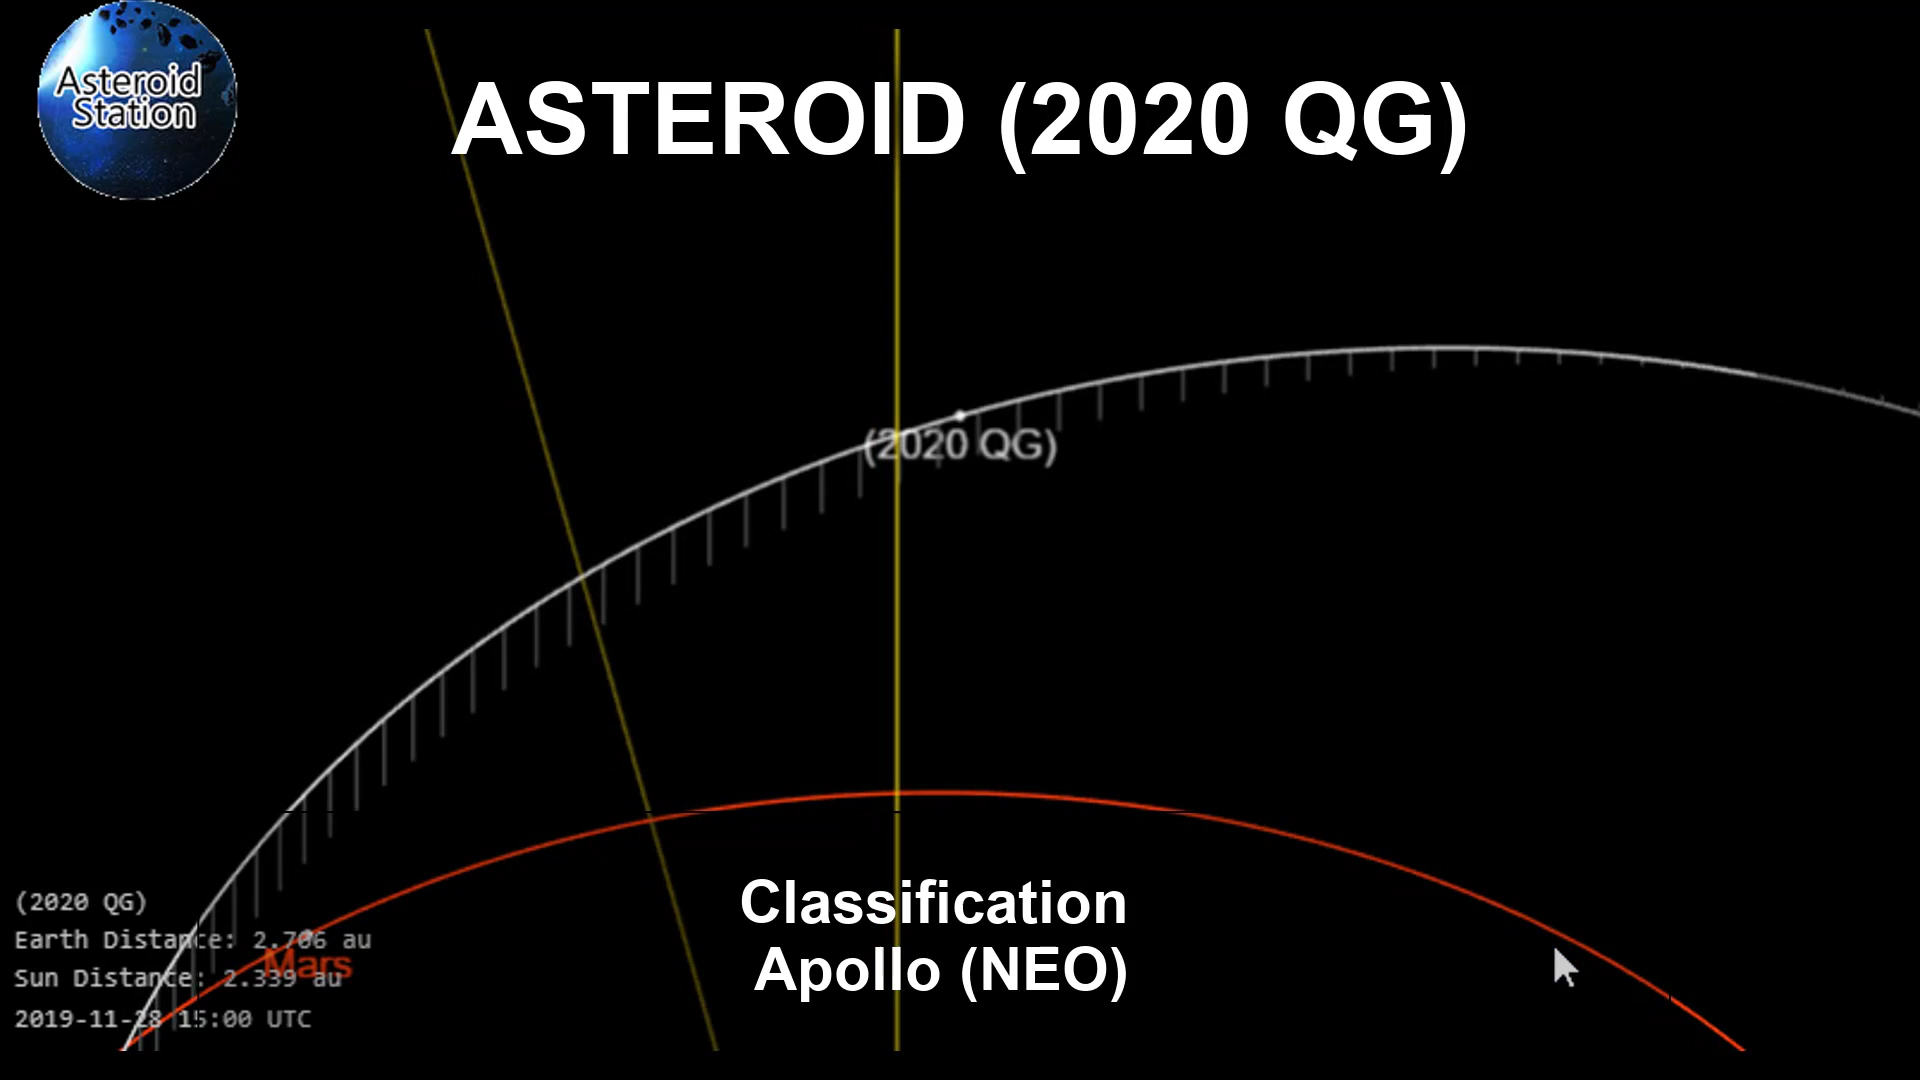 Asteroid
Station
ASTEROID (2020 QG)
(2020 QG)
Classification
Apollo (NEO)
(2020 QG)
Earth Distance: 2.706 au
Mars
Sun Distance: 2.339 au
2019-11-28 15:00 UTC